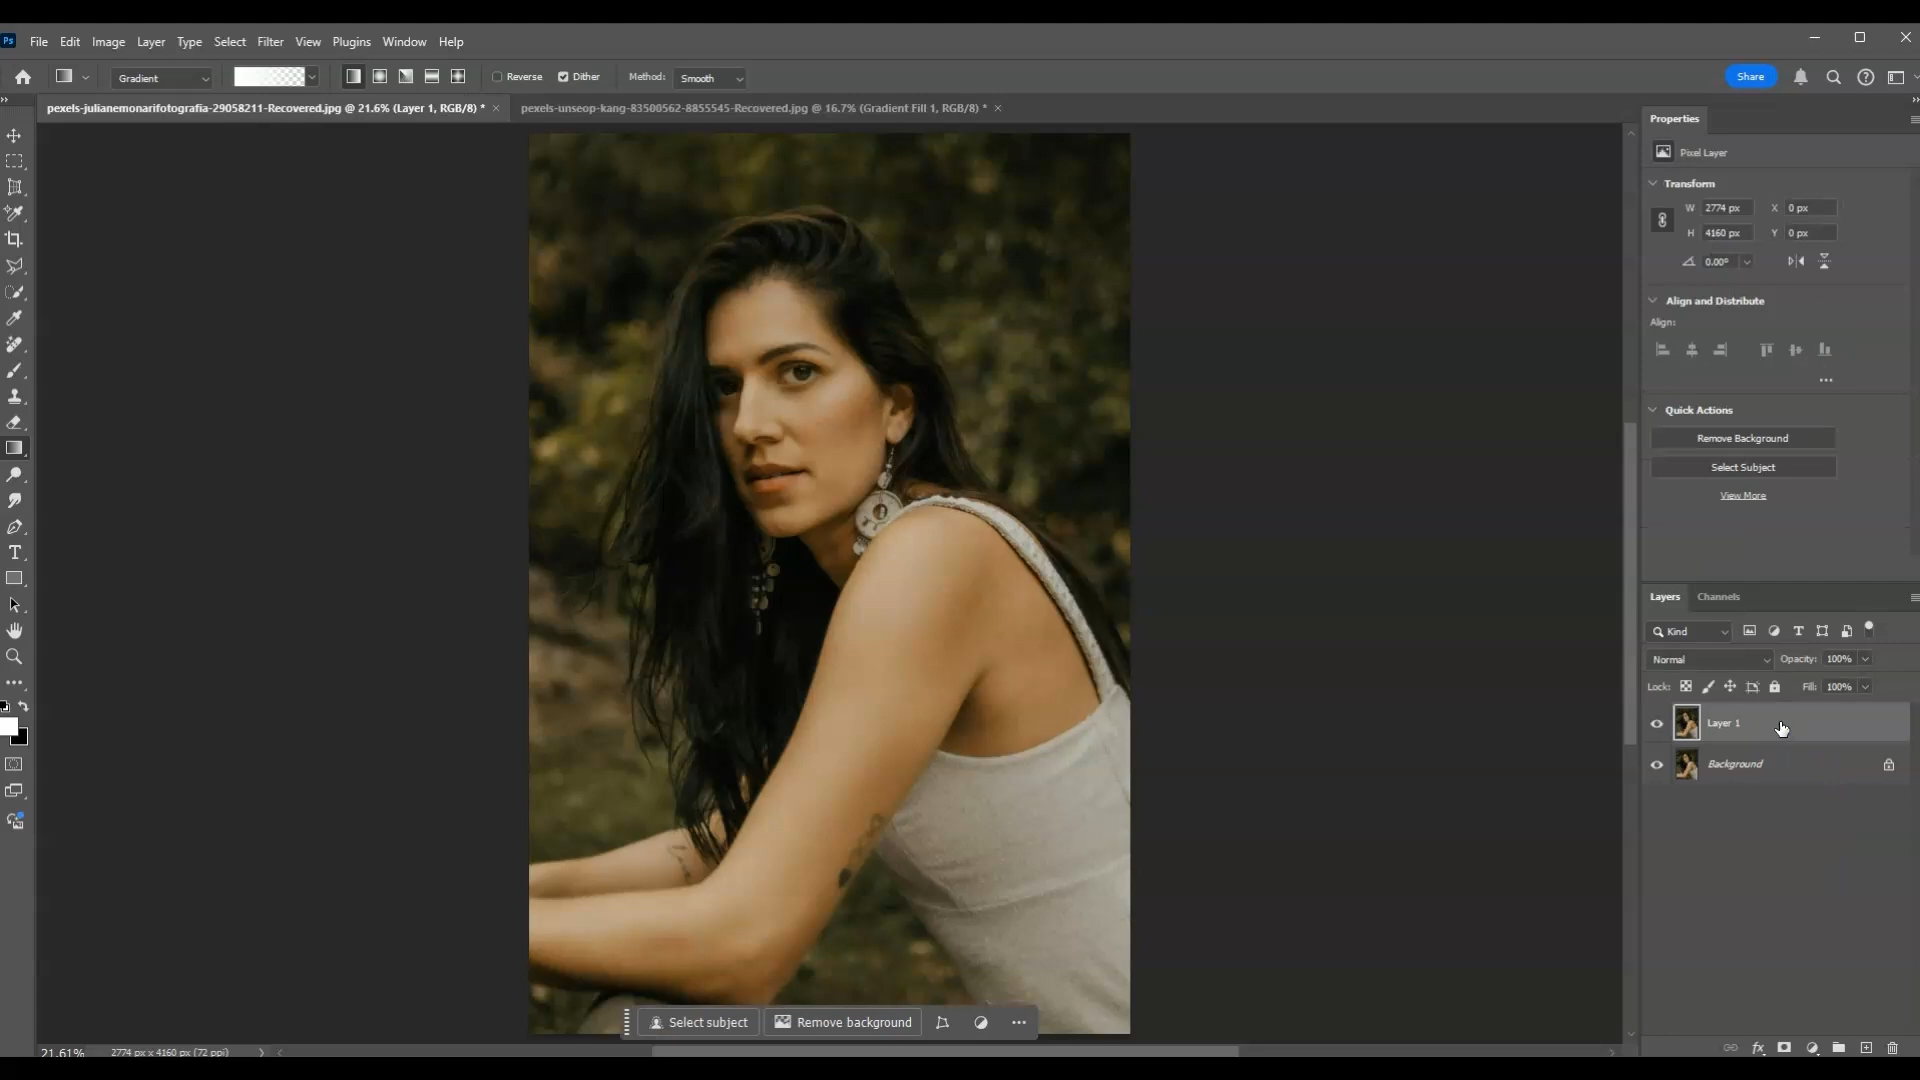 Ps File Edit Image Layer Type Select Filter View Plugins Window Help
Gradient Reverse Dither Method: Smooth Share
pexels-julianemonarifotografia-29058211-Recovered.jpg @ 21.6% (Layer 1, RGB/8) * pexels-unseop-kang-83500562-8855545-Recovered.jpg @ 16.7% (Gradient Fill 1, RGB/8) *
Properties
Pixel Layer
Transform
W 2774 px X 0 px
H 4160 px Y 0 px
0.00°
Align and Distribute
Align:
Quick Actions
Remove Background
Select Subject
View More
Layers Channels
Kind
Normal Opacity: 100%
Lock: Fill: 100%
Layer 1
Background
Select subject Remove background
21.61% 2774 px x 4160 px (72 ppi)